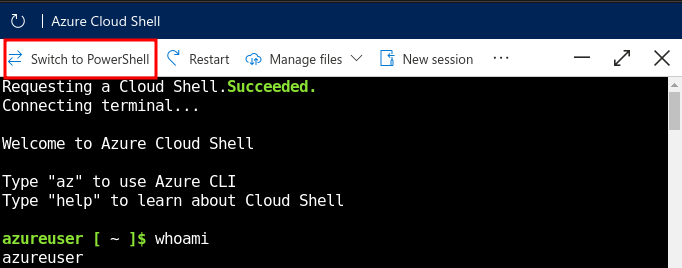 Azure Cloud Shell
Switch to PowerShell Restart Manage files New session ...
Requesting a Cloud Shell.Succeeded.
Connecting terminal...
Welcome to Azure Cloud Shell
Type "az" to use Azure CLI
Type "help" to learn about Cloud Shell
azureuser [ ~ ]$ whoami
azureuser